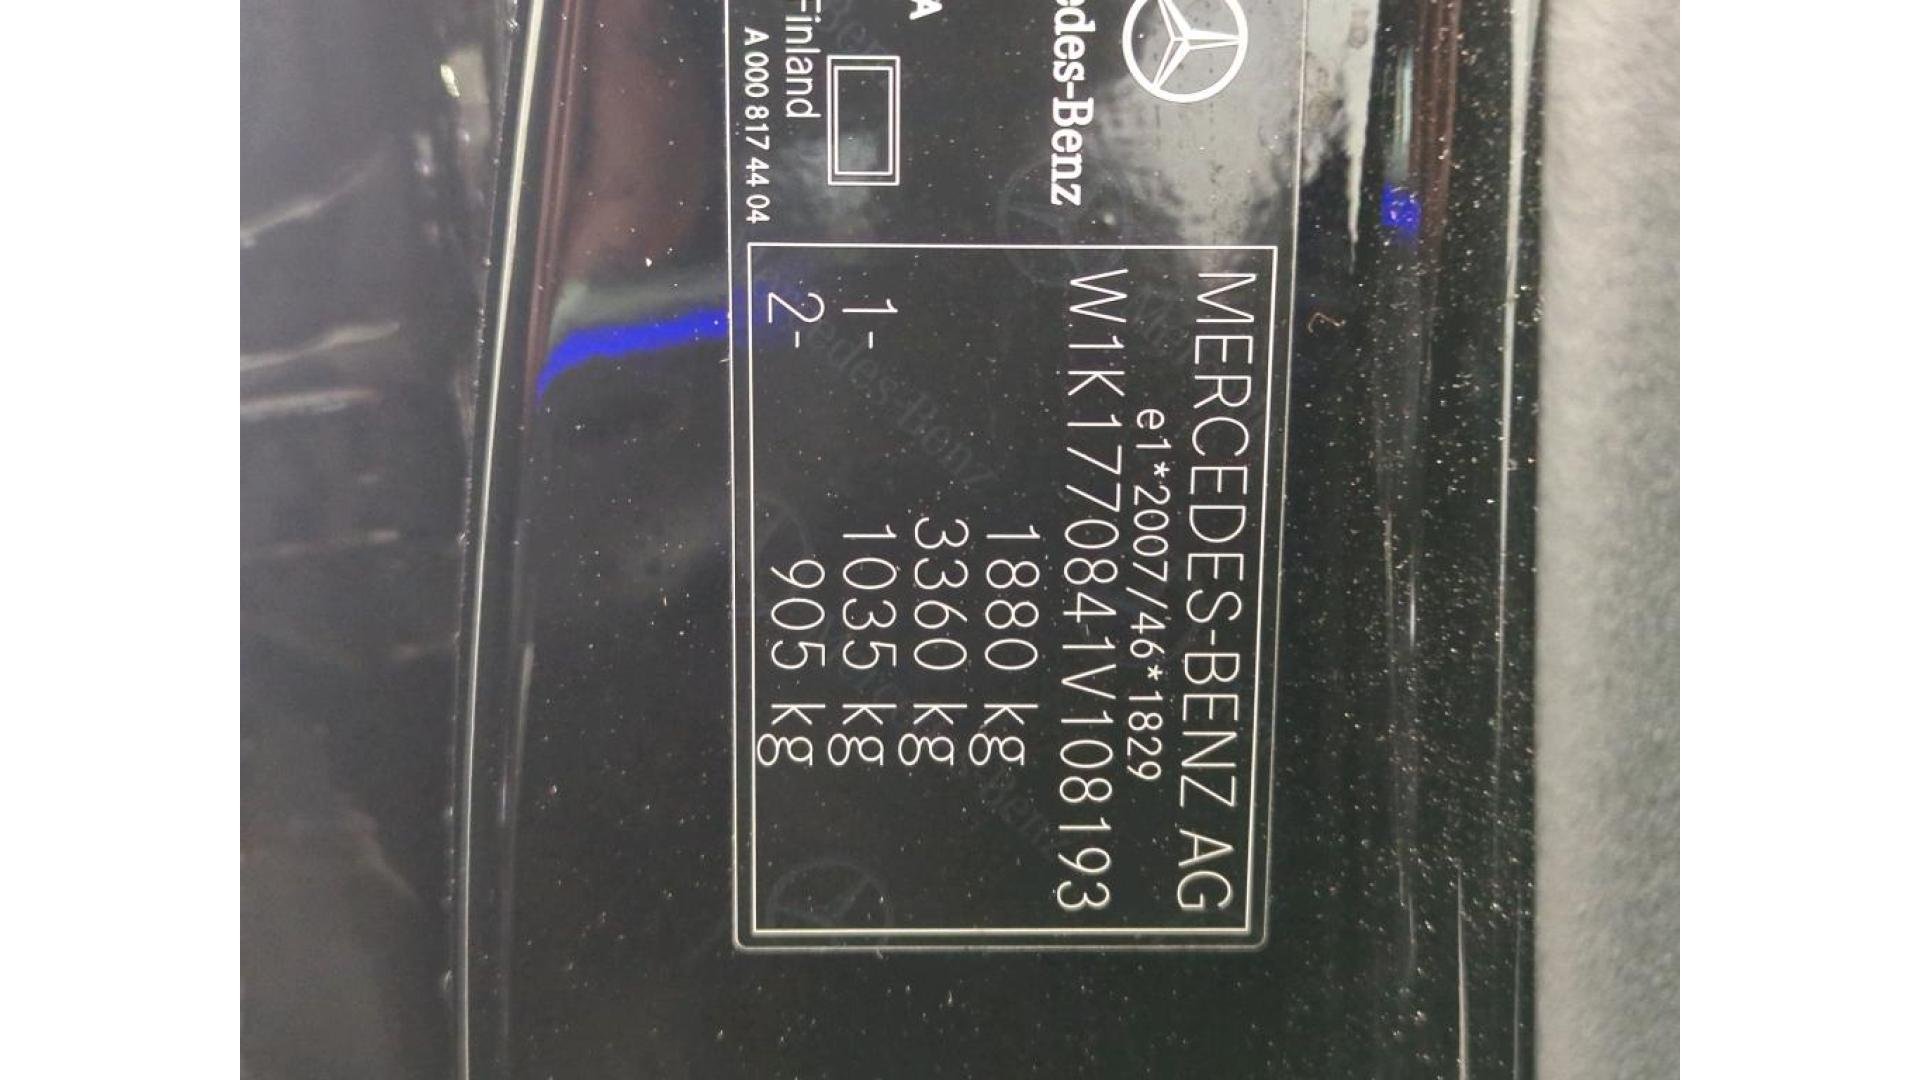 edes-Benz
A
Finland
A 000 817 44 04
MERCEDES-BENZ AG
e1*2007/46*1829
W1K1770841V108193
1880 kg
3360 kg
1- 1035 kg
2- 905 kg